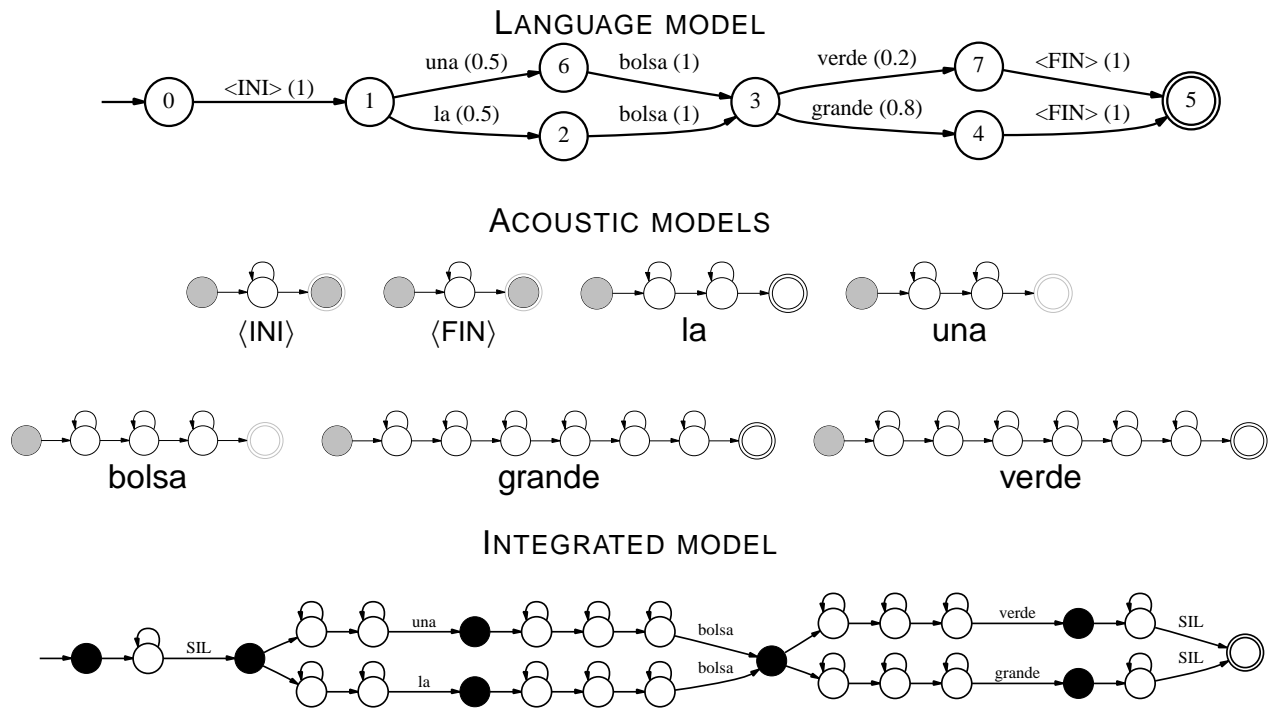 LANGUAGE MODEL
una (0.5) bolsa (1) verde (0.2) <FIN> (1)
6 7
<INI> (1)
0 1 3 5
la (0.5) bolsa (1) grande (0.8) <FIN> (1)
2 4
ACOUSTIC MODELS
⟨INI⟩ ⟨FIN⟩ la una
bolsa grande verde
INTEGRATED MODEL
una bolsa verde SIL
SIL
la bolsa grande SIL